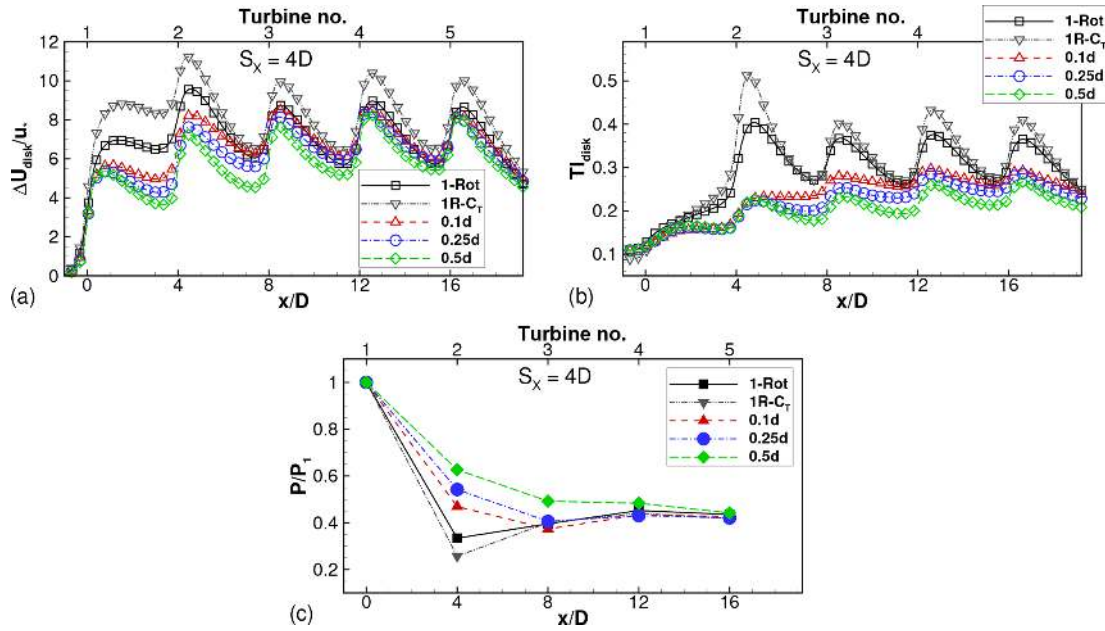 Turbine no.
1 2 3 4 5
S_X = 4D
ΔU_disk/u_*
12
10
8
6
4
2
0
1-Rot
1R-C_T
0.1d
0.25d
0.5d
0 4 8 12 16
x/D
(a)
Turbine no.
1 2 3 4
S_X = 4D
TI_disk
0.5
0.4
0.3
0.2
0.1
1-Rot
1R-C_T
0.1d
0.25d
0.5d
0 4 8 12 16
x/D
(b)
Turbine no.
1 2 3 4 5
S_X = 4D
P/P_1
1
0.8
0.6
0.4
0.2
1-Rot
1R-C_T
0.1d
0.25d
0.5d
0 4 8 12 16
x/D
(c)